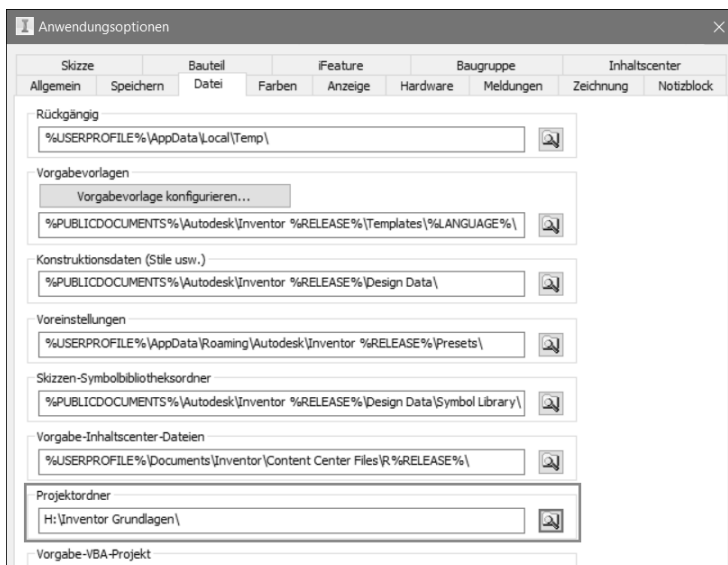 Anwendungsoptionen
Skizze Bauteil iFeature Baugruppe Inhaltscenter
Allgemein Speichern Datei Farben Anzeige Hardware Meldungen Zeichnung Notizblock
Rückgängig
%USERPROFILE%\AppData\Local\Temp\
Vorgabevorlagen
Vorgabevorlage konfigurieren...
%PUBLICDOCUMENTS%\Autodesk\Inventor %RELEASE%\Templates\%LANGUAGE%\
Konstruktionsdaten (Stile usw.)
%PUBLICDOCUMENTS%\Autodesk\Inventor %RELEASE%\Design Data\
Voreinstellungen
%USERPROFILE%\AppData\Roaming\Autodesk\Inventor %RELEASE%\Presets\
Skizzen-Symbolbibliotheksordner
%PUBLICDOCUMENTS%\Autodesk\Inventor %RELEASE%\Design Data\Symbol Library\
Vorgabe-Inhaltscenter-Dateien
%USERPROFILE%\Documents\Inventor\Content Center Files\R%RELEASE%\
Projektordner
H:\Inventor Grundlagen\
Vorgabe-VBA-Projekt